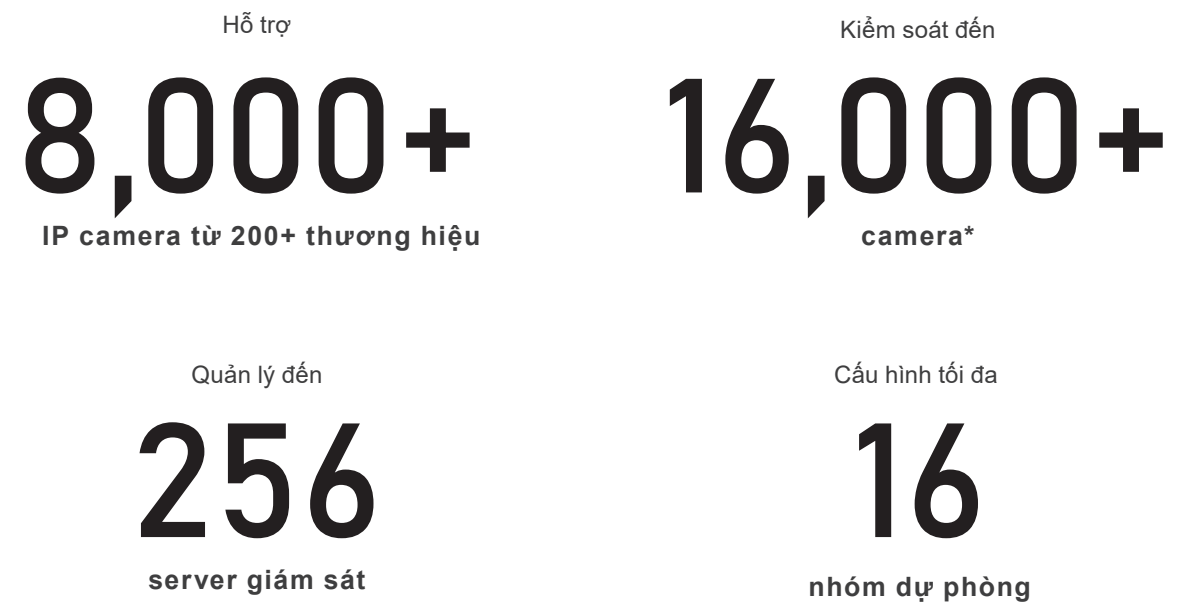 Hỗ trợ
8,000+
IP camera từ 200+ thương hiệu
Kiểm soát đến
16,000+
camera*
Quản lý đến
256
server giám sát
Cấu hình tối đa
16
nhóm dự phòng